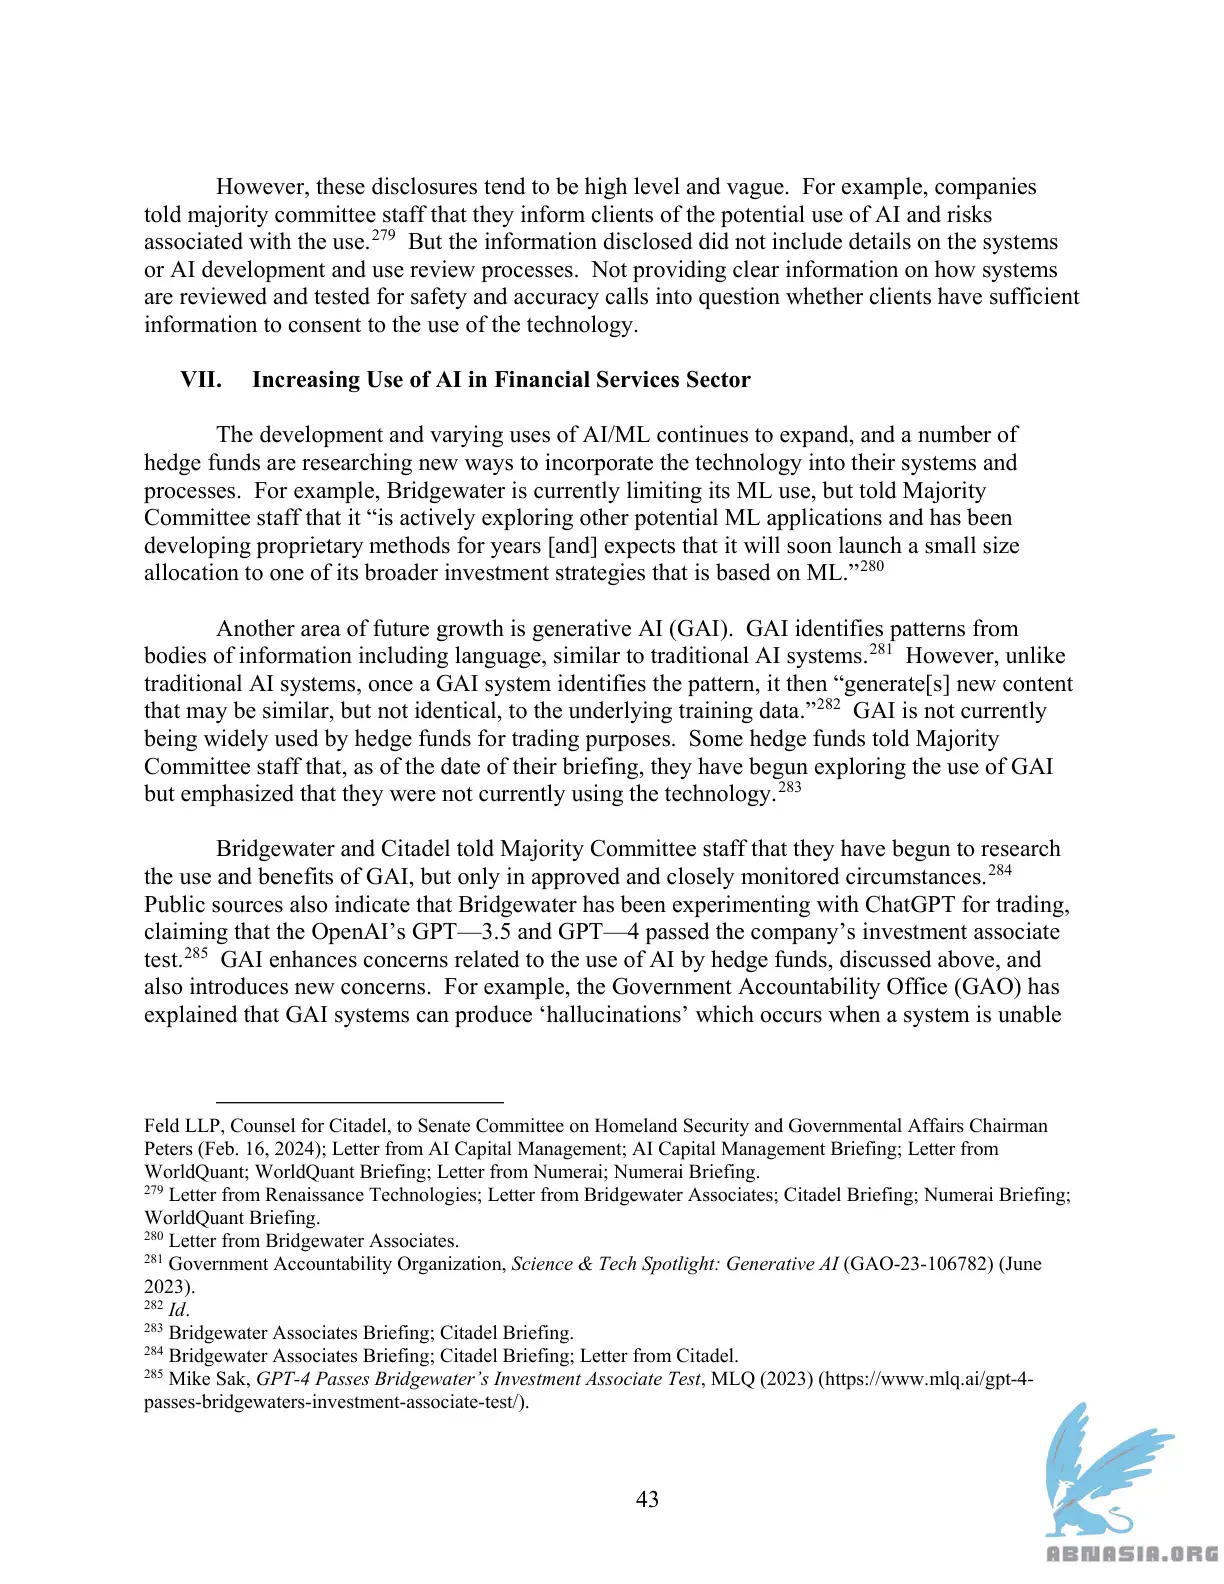 However, these disclosures tend to be high level and vague.  For example, companies
told majority committee staff that they inform clients of the potential use of AI and risks
associated with the use.279  But the information disclosed did not include details on the systems
or AI development and use review processes.  Not providing clear information on how systems
are reviewed and tested for safety and accuracy calls into question whether clients have sufficient
information to consent to the use of the technology.
VII. Increasing Use of AI in Financial Services Sector
The development and varying uses of AI/ML continues to expand, and a number of
hedge funds are researching new ways to incorporate the technology into their systems and
processes.  For example, Bridgewater is currently limiting its ML use, but told Majority
Committee staff that it “is actively exploring other potential ML applications and has been
developing proprietary methods for years [and] expects that it will soon launch a small size
allocation to one of its broader investment strategies that is based on ML.”280
Another area of future growth is generative AI (GAI).  GAI identifies patterns from
bodies of information including language, similar to traditional AI systems.281  However, unlike
traditional AI systems, once a GAI system identifies the pattern, it then “generate[s] new content
that may be similar, but not identical, to the underlying training data.”282  GAI is not currently
being widely used by hedge funds for trading purposes.  Some hedge funds told Majority
Committee staff that, as of the date of their briefing, they have begun exploring the use of GAI
but emphasized that they were not currently using the technology.283
Bridgewater and Citadel told Majority Committee staff that they have begun to research
the use and benefits of GAI, but only in approved and closely monitored circumstances.284
Public sources also indicate that Bridgewater has been experimenting with ChatGPT for trading,
claiming that the OpenAI’s GPT—3.5 and GPT—4 passed the company’s investment associate
test.285  GAI enhances concerns related to the use of AI by hedge funds, discussed above, and
also introduces new concerns.  For example, the Government Accountability Office (GAO) has
explained that GAI systems can produce ‘hallucinations’ which occurs when a system is unable
Feld LLP, Counsel for Citadel, to Senate Committee on Homeland Security and Governmental Affairs Chairman
Peters (Feb. 16, 2024); Letter from AI Capital Management; AI Capital Management Briefing; Letter from
WorldQuant; WorldQuant Briefing; Letter from Numerai; Numerai Briefing.
279 Letter from Renaissance Technologies; Letter from Bridgewater Associates; Citadel Briefing; Numerai Briefing;
WorldQuant Briefing.
280 Letter from Bridgewater Associates.
281 Government Accountability Organization, Science & Tech Spotlight: Generative AI (GAO-23-106782) (June
2023).
282 Id.
283 Bridgewater Associates Briefing; Citadel Briefing.
284 Bridgewater Associates Briefing; Citadel Briefing; Letter from Citadel.
285 Mike Sak, GPT-4 Passes Bridgewater’s Investment Associate Test, MLQ (2023) (https://www.mlq.ai/gpt-4-
passes-bridgewaters-investment-associate-test/).
43
ABNASIA.ORG